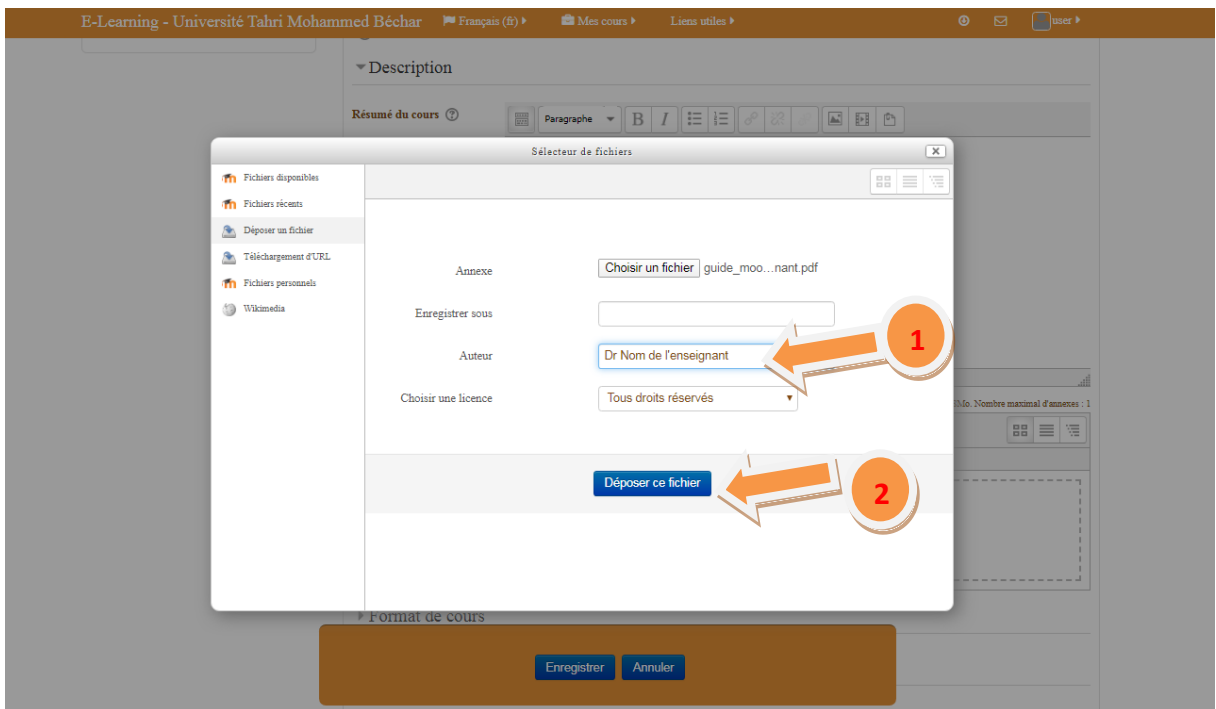 E-Learning - Université Tahri Mohammed Béchar Français (fr) Mes cours Liens utiles user
Description
Résumé du cours
Paragraphe B I
Sélecteur de fichiers
Fichiers disponibles
Fichiers récents
Déposer un fichier
Téléchargement d'URL
Fichiers personnels
Wikimedia
Annexe Choisir un fichier guide_moo...nant.pdf
Enregistrer sous
Auteur Dr Nom de l'enseignant
1
Choisir une licence Tous droits réservés
Mo. Nombre maximal d'annexes : 1
Déposer ce fichier
2
Format de cours
Enregistrer Annuler